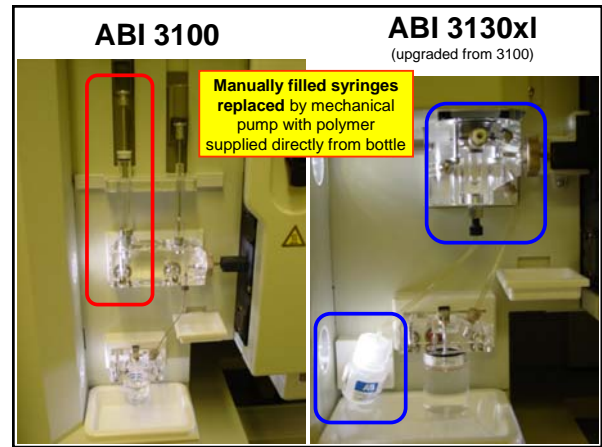 ABI 3100
ABI 3130xl
(upgraded from 3100)
Manually filled syringes
replaced by mechanical
pump with polymer
supplied directly from bottle